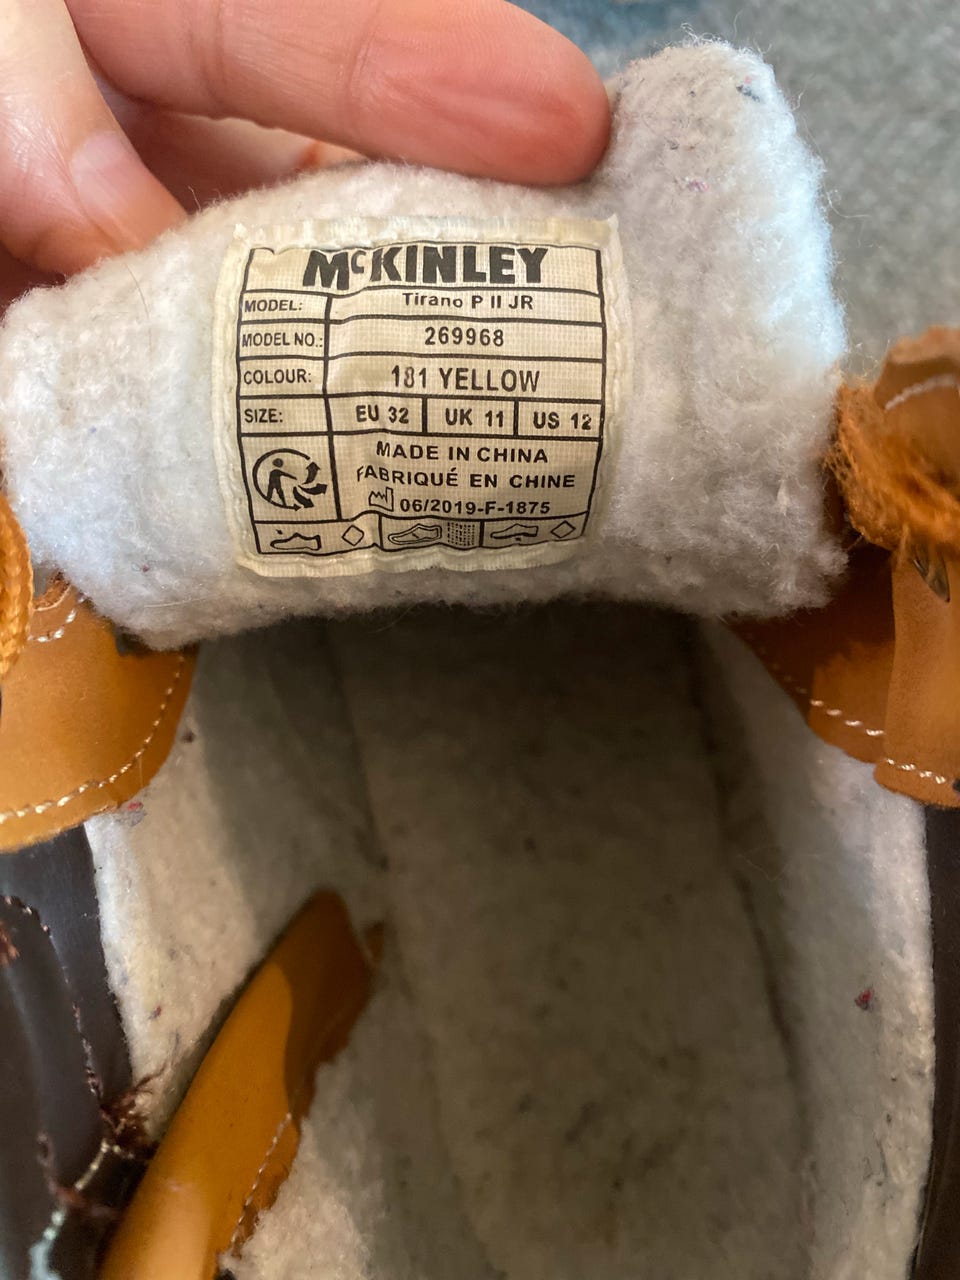 McKINLEY
MODEL: Tirano P II JR
MODEL NO.: 269968
COLOUR: 181 YELLOW
SIZE: EU 32 UK 11 US 12
MADE IN CHINA
FABRIQUÉ EN CHINE
06/2019-F-1875